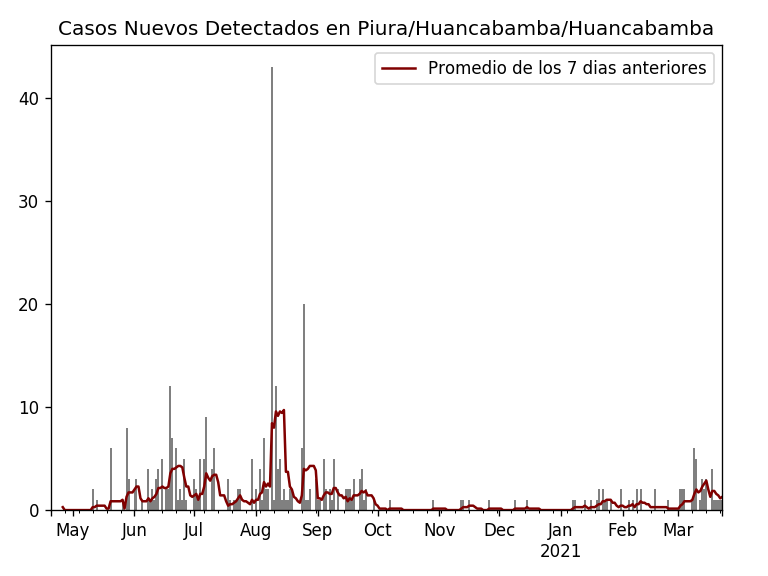 Casos Nuevos Detectados en Piura/Huancabamba/Huancabamba
Promedio de los 7 dias anteriores
40
30
20
10
0
May Jun Jul Aug Sep Oct Nov Dec Jan Feb Mar
2021